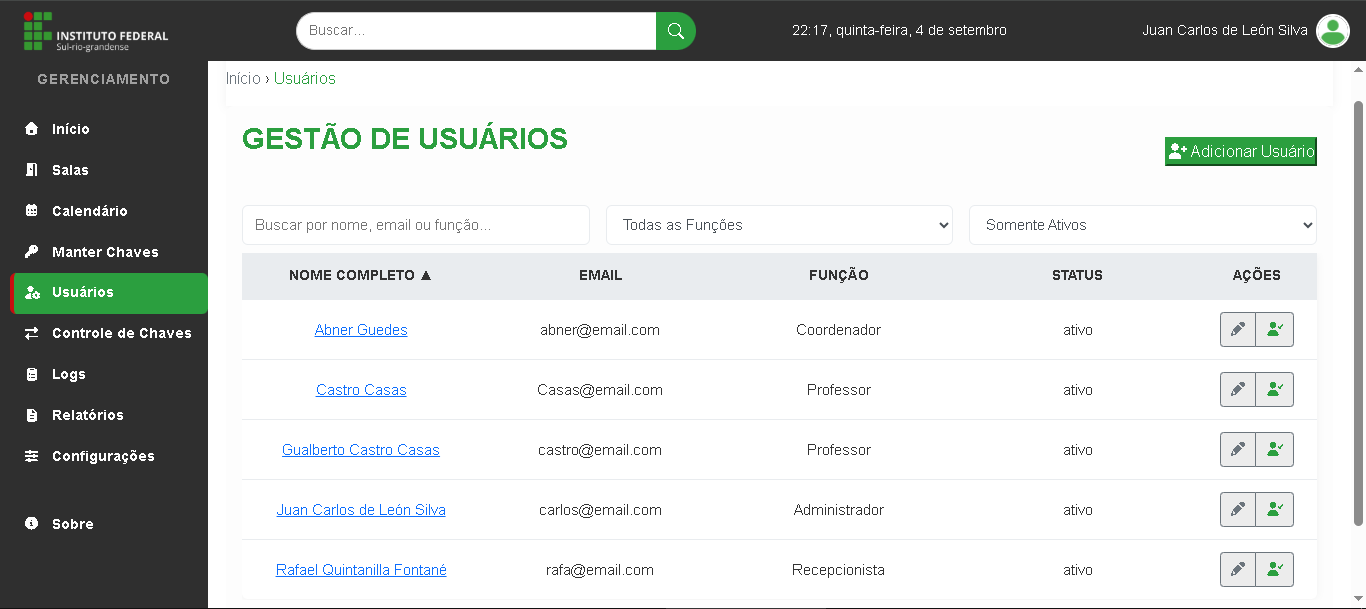 INSTITUTO FEDERAL
Sul-rio-grandense
Buscar...
22:17, quinta-feira, 4 de setembro
Juan Carlos de León Silva
GERENCIAMENTO
Início
Salas
Calendário
Manter Chaves
Usuários
Controle de Chaves
Logs
Relatórios
Configurações
Sobre
Início › Usuários
GESTÃO DE USUÁRIOS
Adicionar Usuário
Buscar por nome, email ou função... Todas as Funções Somente Ativos
NOME COMPLETO ▲ EMAIL FUNÇÃO STATUS AÇÕES
Abner Guedes abner@email.com Coordenador ativo
Castro Casas Casas@email.com Professor ativo
Gualberto Castro Casas castro@email.com Professor ativo
Juan Carlos de León Silva carlos@email.com Administrador ativo
Rafael Quintanilla Fontané rafa@email.com Recepcionista ativo